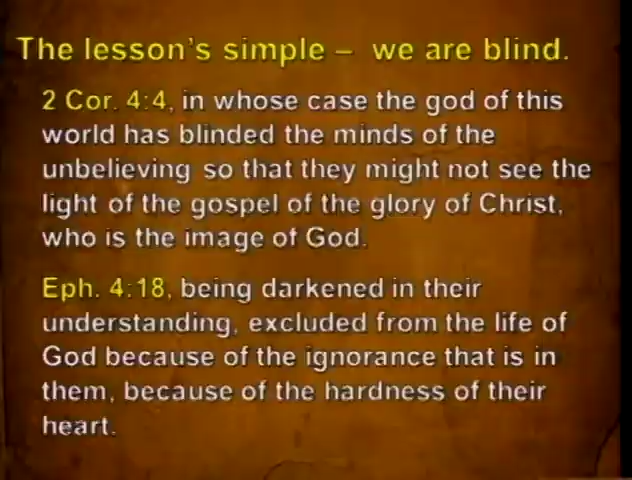 The lesson's simple – we are blind.
2 Cor. 4:4, in whose case the god of this
world has blinded the minds of the
unbelieving so that they might not see the
light of the gospel of the glory of Christ,
who is the image of God.
Eph. 4:18, being darkened in their
understanding, excluded from the life of
God because of the ignorance that is in
them, because of the hardness of their
heart.